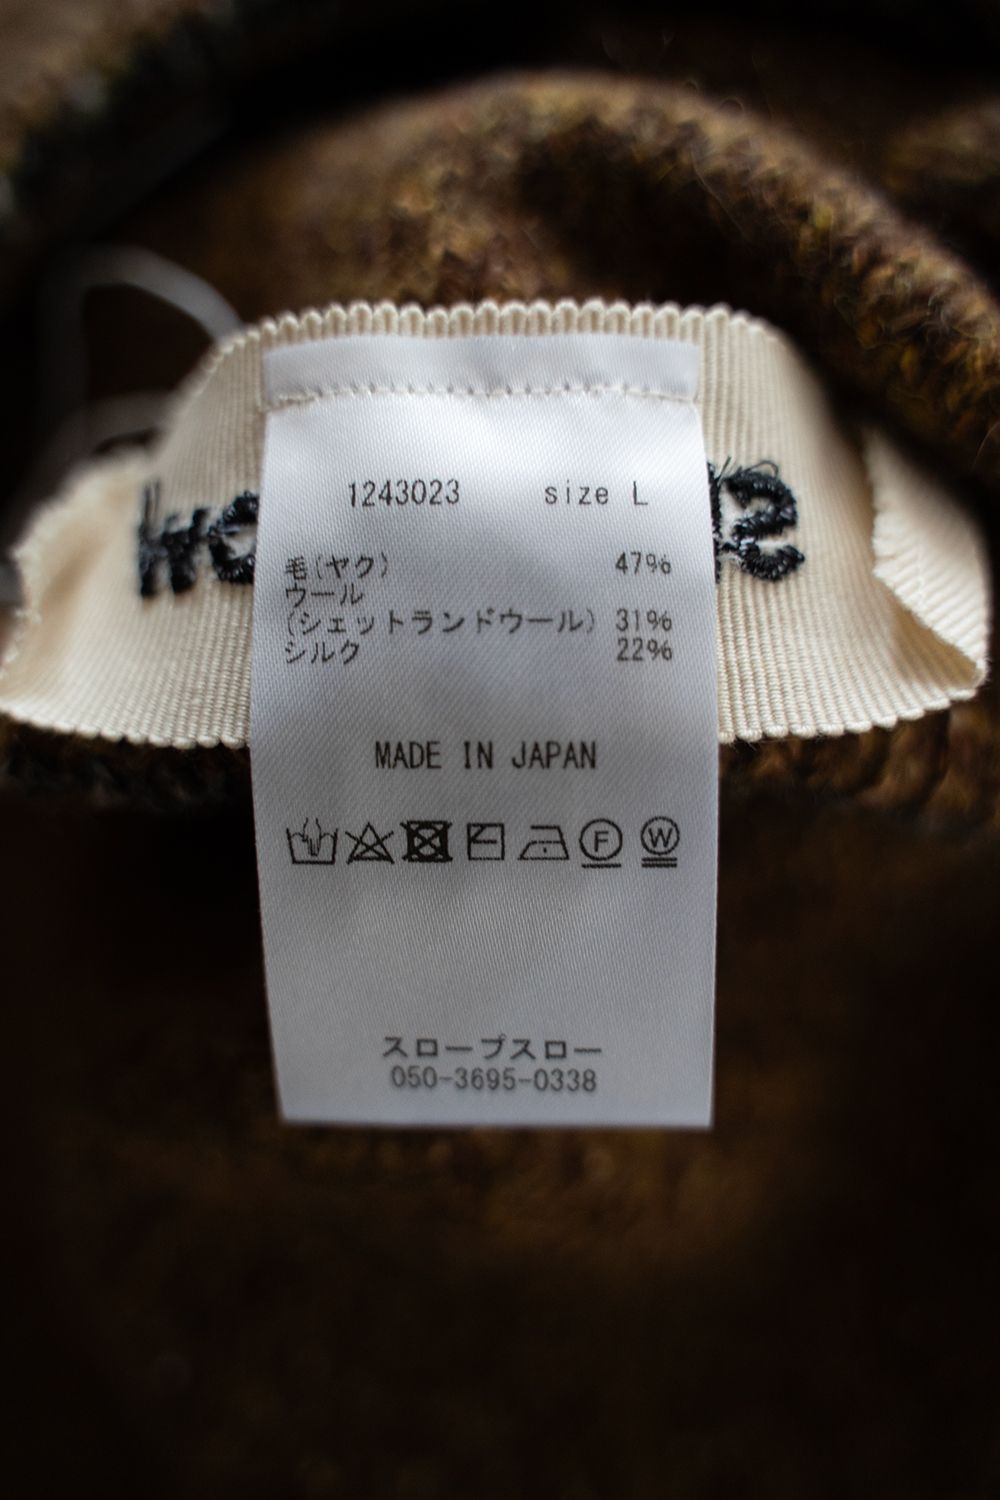 1243023 size L
毛(ヤク) 47%
ウール
(シェットランドウール) 31%
シルク 22%
MADE IN JAPAN
F W
スロープスロー
050-3695-0338